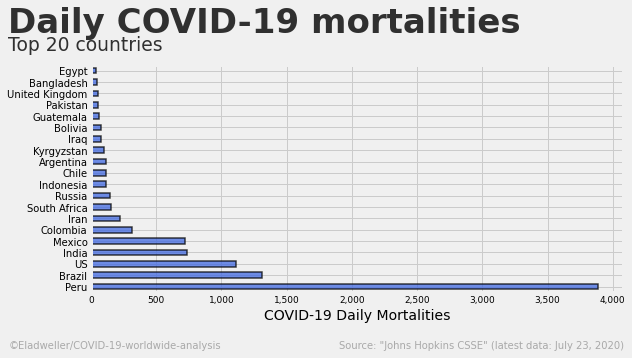 Daily COVID-19 mortalities
Top 20 countries
Egypt
Bangladesh
United Kingdom
Pakistan
Guatemala
Bolivia
Iraq
Kyrgyzstan
Argentina
Chile
Indonesia
Russia
South Africa
Iran
Colombia
Mexico
India
US
Brazil
Peru
0 500 1,000 1,500 2,000 2,500 3,000 3,500 4,000
COVID-19 Daily Mortalities
©Eladweller/COVID-19-worldwide-analysis Source: "Johns Hopkins CSSE" (latest data: July 23, 2020)